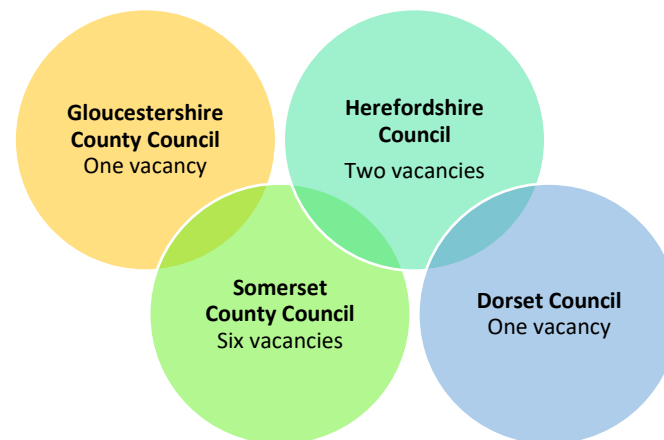 Gloucestershire
County Council
One vacancy
Herefordshire
Council
Two vacancies
Somerset
County Council
Six vacancies
Dorset Council
One vacancy